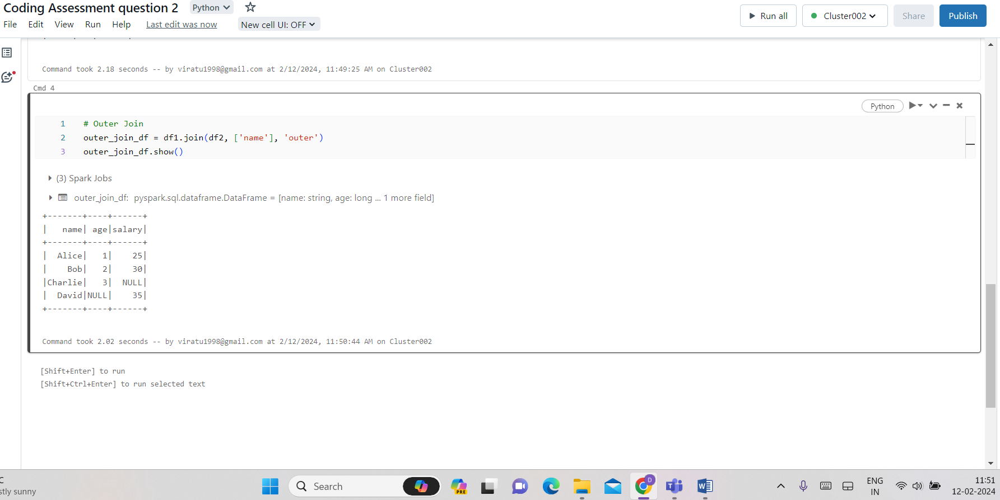 Coding Assessment question 2 Python
File Edit View Run Help Last edit was now New cell UI: OFF
Run all Cluster002 Share Publish
Command took 2.18 seconds -- by viratu1998@gmail.com at 2/12/2024, 11:49:25 AM on Cluster002
Cmd 4
Python
1 # Outer Join
2 outer_join_df = df1.join(df2, ['name'], 'outer')
3 outer_join_df.show()
(3) Spark Jobs
outer_join_df: pyspark.sql.dataframe.DataFrame = [name: string, age: long ... 1 more field]
+-------+----+------+
|   name| age|salary|
+-------+----+------+
|  Alice|   1|    25|
|    Bob|   2|    30|
|Charlie|   3|  NULL|
|  David|NULL|    35|
+-------+----+------+
Command took 2.02 seconds -- by viratu1998@gmail.com at 2/12/2024, 11:50:44 AM on Cluster002
[Shift+Enter] to run
[Shift+Ctrl+Enter] to run selected text
C
stly sunny
Search
PRE
D
ENG
IN
11:51
12-02-2024